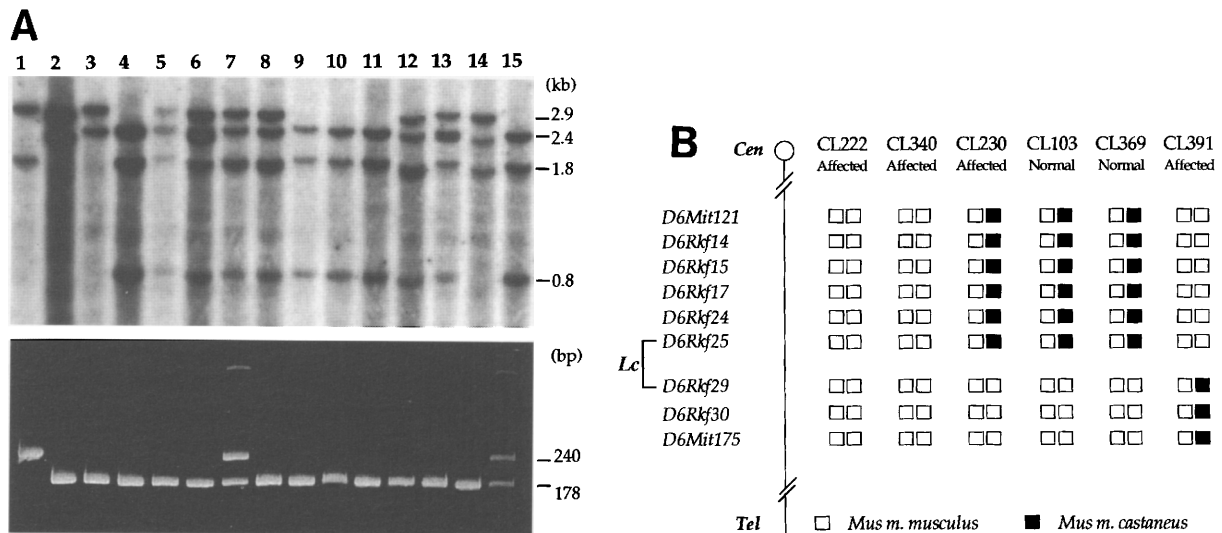 A
1 2 3 4 5 6 7 8 9 10 11 12 13 14 15
(kb)
2.9
2.4
1.8
0.8
(bp)
240
178
B
Cen CL222 CL340 CL230 CL103 CL369 CL391
Affected Affected Affected Normal Normal Affected
D6Mit121
D6Rkf14
D6Rkf15
D6Rkf17
D6Rkf24
D6Rkf25
Lc
D6Rkf29
D6Rkf30
D6Mit175
Tel Mus m. musculus Mus m. castaneus